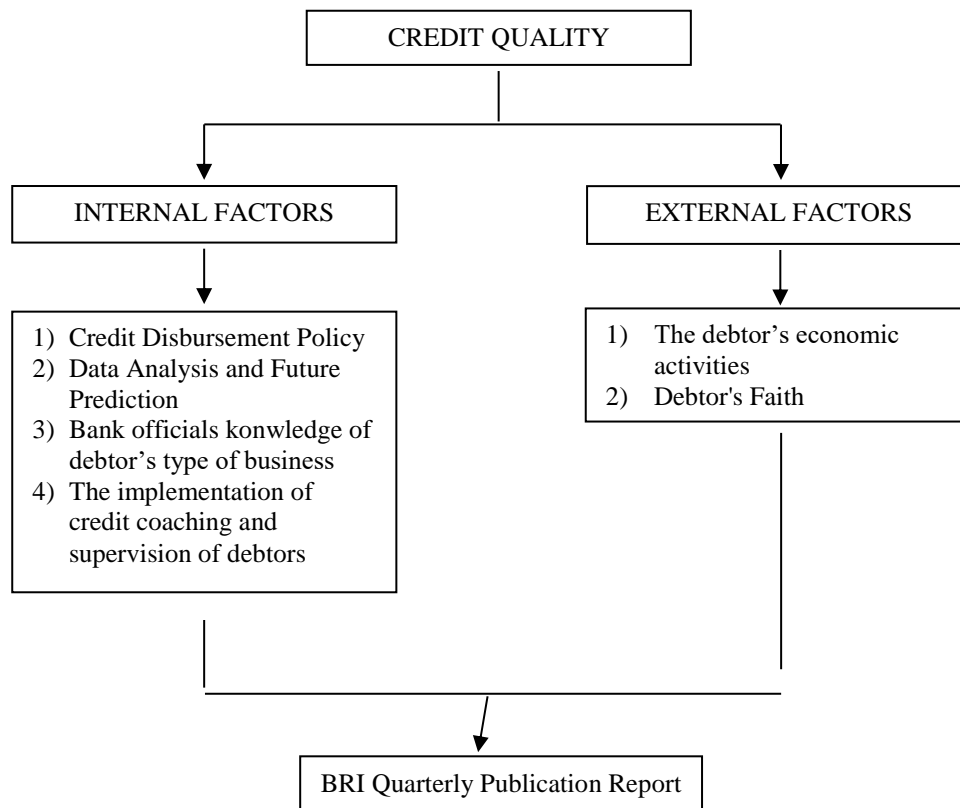 CREDIT QUALITY
INTERNAL FACTORS
EXTERNAL FACTORS
1) Credit Disbursement Policy
2) Data Analysis and Future
Prediction
3) Bank officials konwledge of
debtor’s type of business
4) The implementation of
credit coaching and
supervision of debtors
1) The debtor’s economic
activities
2) Debtor's Faith
BRI Quarterly Publication Report